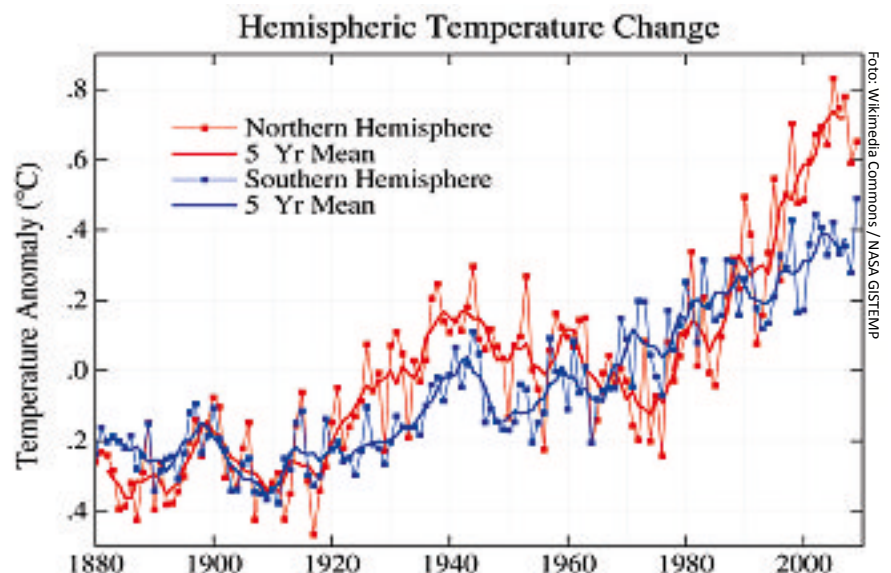 Hemispheric Temperature Change
Foto: Wikimedia Commons / NASA GISTEMP
Temperature Anomaly (°C)
.8
.6
.4
.2
.0
.2
.4
Northern Hemisphere
5 Yr Mean
Southern Hemisphere
5 Yr Mean
1880 1900 1920 1940 1960 1980 2000